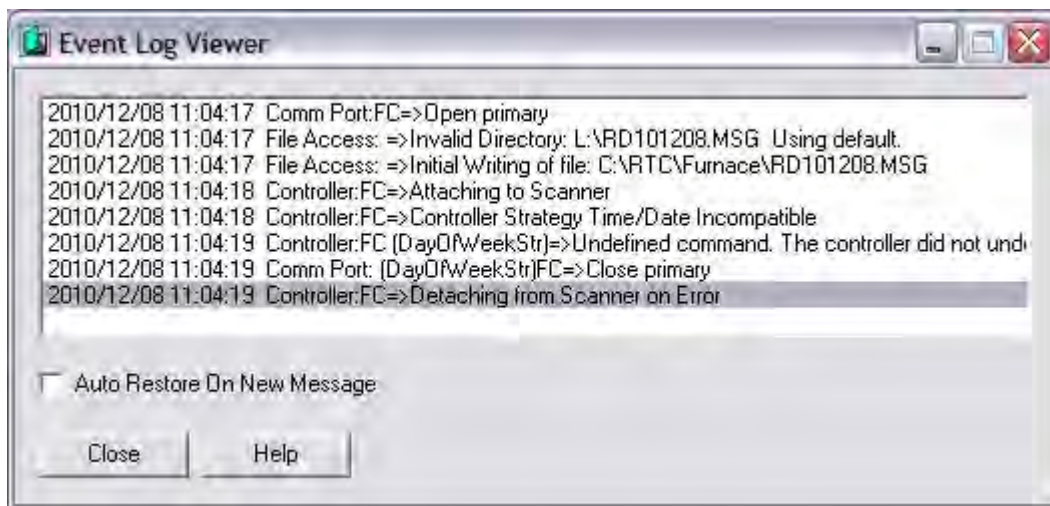 Event Log Viewer
2010/12/08 11:04:17 Comm Port:FC=>Open primary
2010/12/08 11:04:17 File Access: =>Invalid Directory: L:\RD101208.MSG Using default.
2010/12/08 11:04:17 File Access: =>Initial Writing of file: C:\RTC\Furnace\RD101208.MSG
2010/12/08 11:04:18 Controller:FC=>Attaching to Scanner
2010/12/08 11:04:18 Controller:FC=>Controller Strategy Time/Date Incompatible
2010/12/08 11:04:19 Controller:FC (DayOfWeekStr)=>Undefined command. The controller did not unde
2010/12/08 11:04:19 Comm Port: (DayOfWeekStr)FC=>Close primary
2010/12/08 11:04:19 Controller:FC=>Detaching from Scanner on Error
Auto Restore On New Message
Close Help